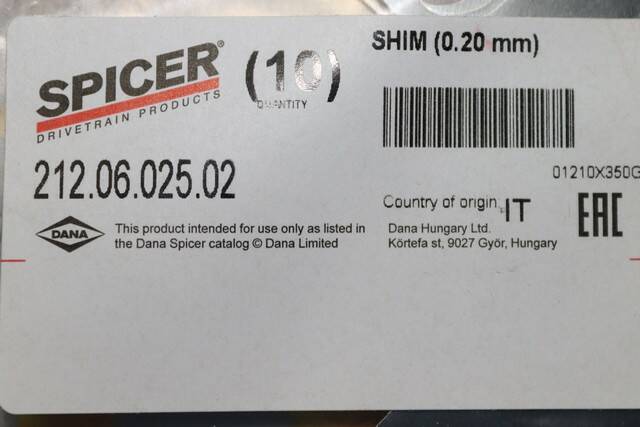 SPICER®
DRIVETRAIN PRODUCTS
(10)
QUANTITY
SHIM (0.20 mm)
212.06.025.02
01210X350G
DANA
This product intended for use only as listed in
the Dana Spicer catalog © Dana Limited
Country of origin IT
Dana Hungary Ltd.
Körtefa st, 9027 Győr, Hungary
EAC